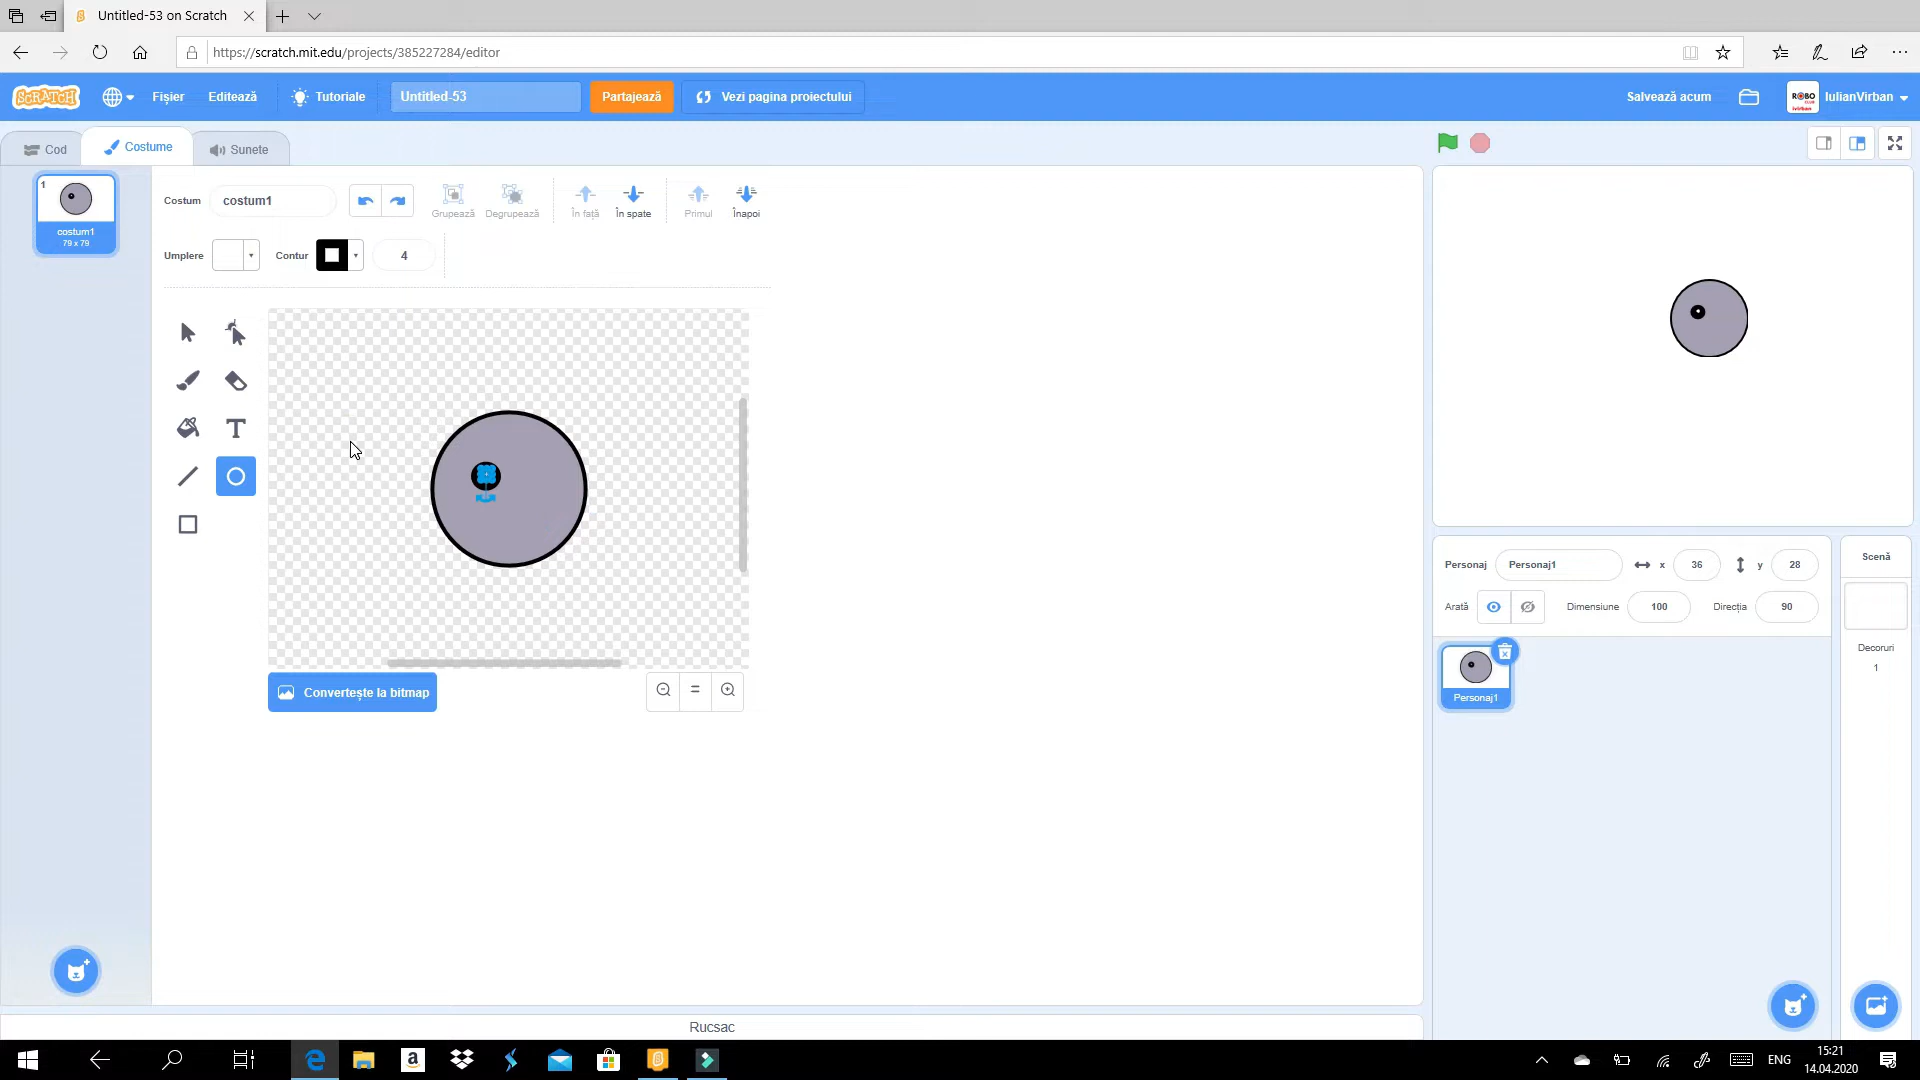 Untitled-53 on Scratch
https://scratch.mit.edu/projects/385227284/editor
SCRATCH Fișier Editează Tutoriale Untitled-53 Partajează Vezi pagina proiectului Salvează acum IulianVirban
Cod Costume Sunete
1
costum1
79 x 79
Costum costum1 Grupează Degrupează În față În spate Primul Înapoi
Umplere Contur 4
Convertește la bitmap
Personaj Personaj1 x 36 y 28
Arată Dimensiune 100 Direcția 90
Personaj1
Scenă
Decoruri
1
Rucsac
ENG
15:21
14.04.2020